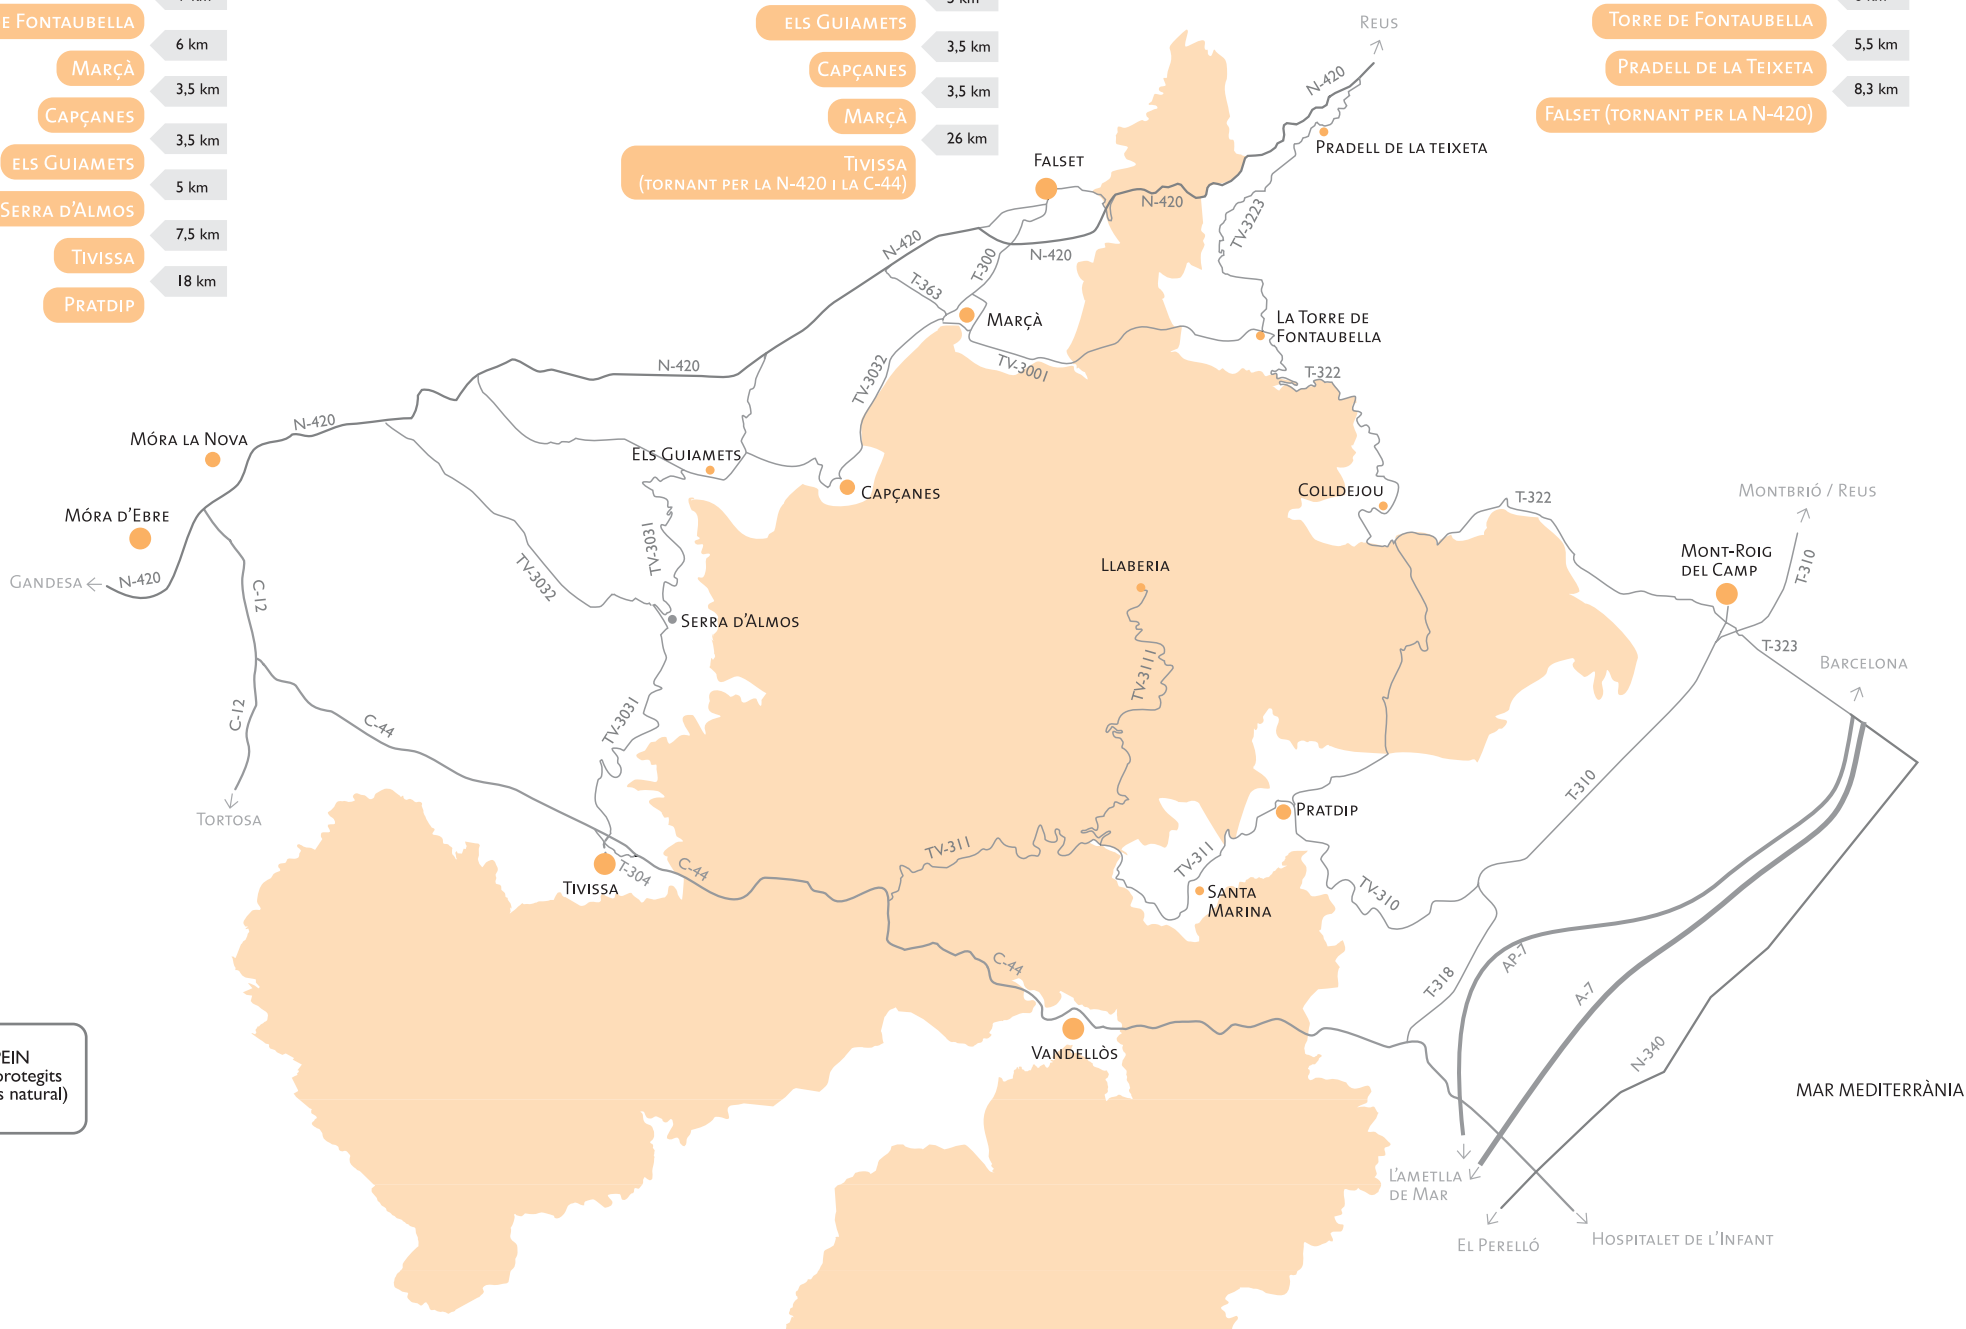 E FONTAUBELLA
6 km
MARÇÀ
3,5 km
CAPÇANES
3,5 km
ELS GUIAMETS
5 km
SERRA D'ALMOS
7,5 km
TIVISSA
18 km
PRATDIP
ELS GUIAMETS
3,5 km
CAPÇANES
3,5 km
MARÇÀ
26 km
TIVISSA
(TORNANT PER LA N-420 I LA C-44)
TORRE DE FONTAUBELLA
5,5 km
PRADELL DE LA TEIXETA
8,3 km
FALSET (TORNANT PER LA N-420)
REUS
N-420
PRADELL DE LA TEIXETA
FALSET
N-420
TV-3223
N-420
N-420
T-300
T-363
MARÇÀ
LA TORRE DE
FONTAUBELLA
TV-3001
T-322
TV-3032
N-420
N-420
MÓRA LA NOVA
ELS GUIAMETS
CAPÇANES
COLLDEJOU
T-322
MONTBRIÓ / REUS
MÓRA D'EBRE
TV-3031
TV-3032
GANDESA
N-420
C-12
LLABERIA
MONT-ROIG
DEL CAMP
T-310
SERRA D'ALMOS
T-323
BARCELONA
TV-3111
C-12
C-44
TV-3031
TORTOSA
T-310
PRATDIP
TV-311
TV-311
TIVISSA
T-304
C-44
SANTA
MARINA
TV-310
C-44
AP-7
T-318
A-7
VANDELLÒS
N-340
PEIN
protegits
s natural)
MAR MEDITERRÀNIA
L'AMETLLA
DE MAR
EL PERELLÓ
HOSPITALET DE L'INFANT